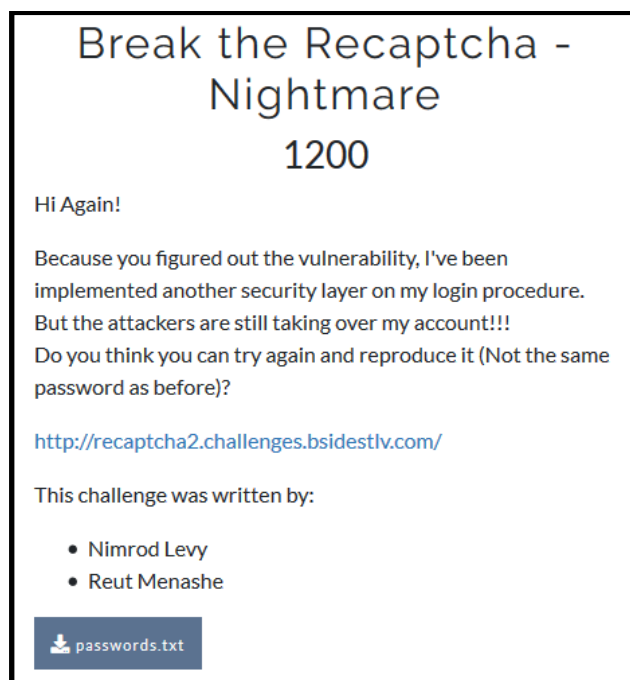 Break the Recaptcha -
Nightmare
1200
Hi Again!
Because you figured out the vulnerability, I've been
implemented another security layer on my login procedure.
But the attackers are still taking over my account!!!
Do you think you can try again and reproduce it (Not the same
password as before)?
http://recaptcha2.challenges.bsidestlv.com/
This challenge was written by:
• Nimrod Levy
• Reut Menashe
passwords.txt